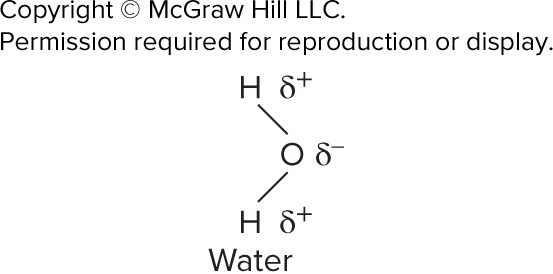 Copyright © McGraw Hill LLC.
Permission required for reproduction or display.
H δ+
O δ−
H δ+
Water